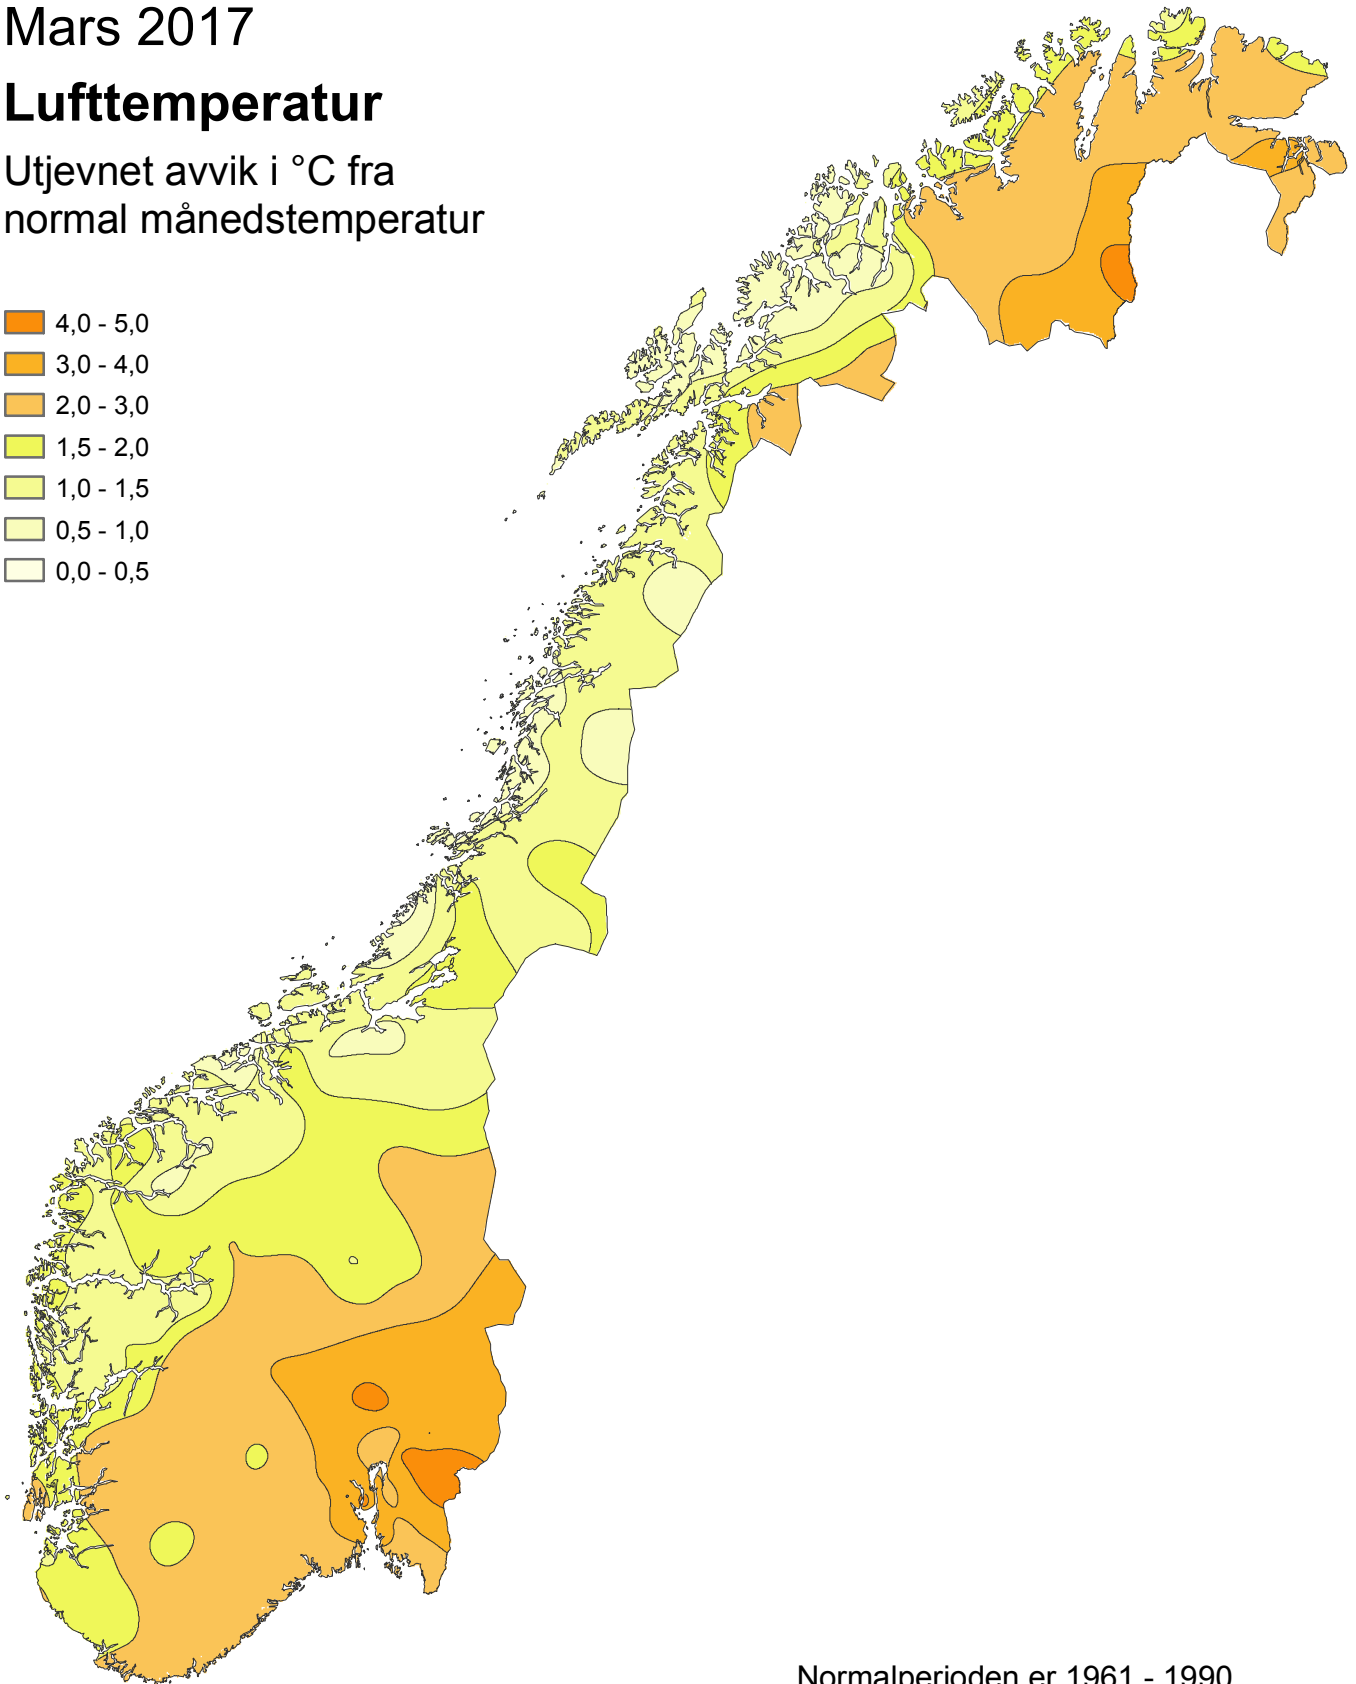 Mars 2017
Lufttemperatur
Utjevnet avvik i °C fra
normal månedstemperatur
4,0 - 5,0
3,0 - 4,0
2,0 - 3,0
1,5 - 2,0
1,0 - 1,5
0,5 - 1,0
0,0 - 0,5
Normalperioden er 1961 - 1990